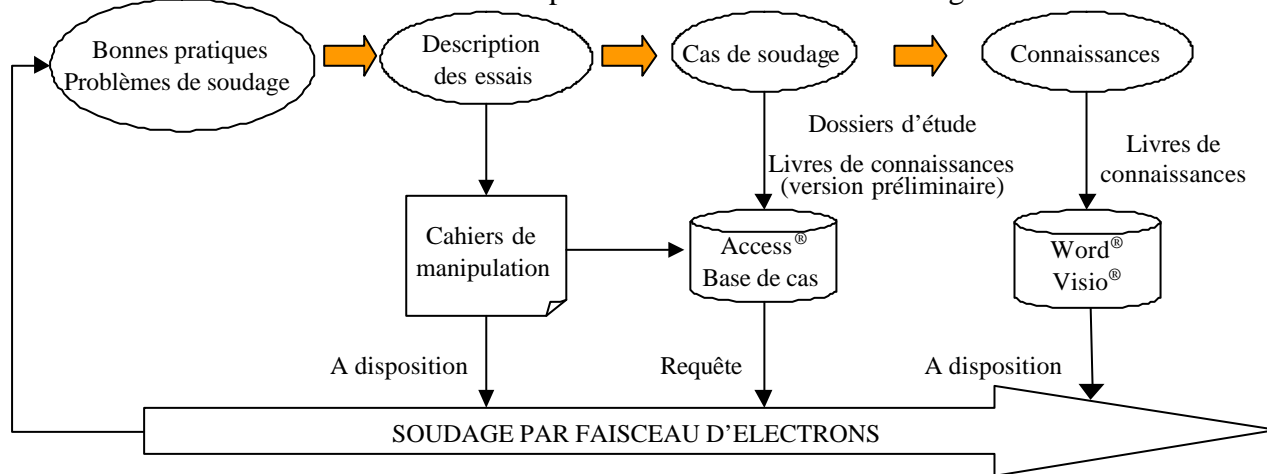 Bonnes pratiques
Problèmes de soudage
Description
des essais
Cas de soudage
Connaissances
Dossiers d'étude
Livres de connaissances
(version préliminaire)
Livres de
connaissances
Cahiers de
manipulation
Access®
Base de cas
Word®
Visio®
A disposition
Requête
A disposition
SOUDAGE PAR FAISCEAU D'ELECTRONS